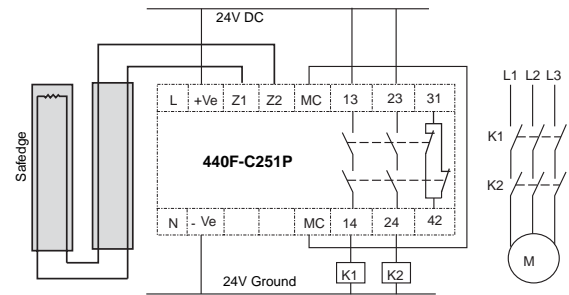 24V DC
L +Ve Z1 Z2 MC 13 23 31
Safedge
440F-C251P
N - Ve MC 14 24 42
K1 K2
24V Ground
L1 L2 L3
K1
K2
M